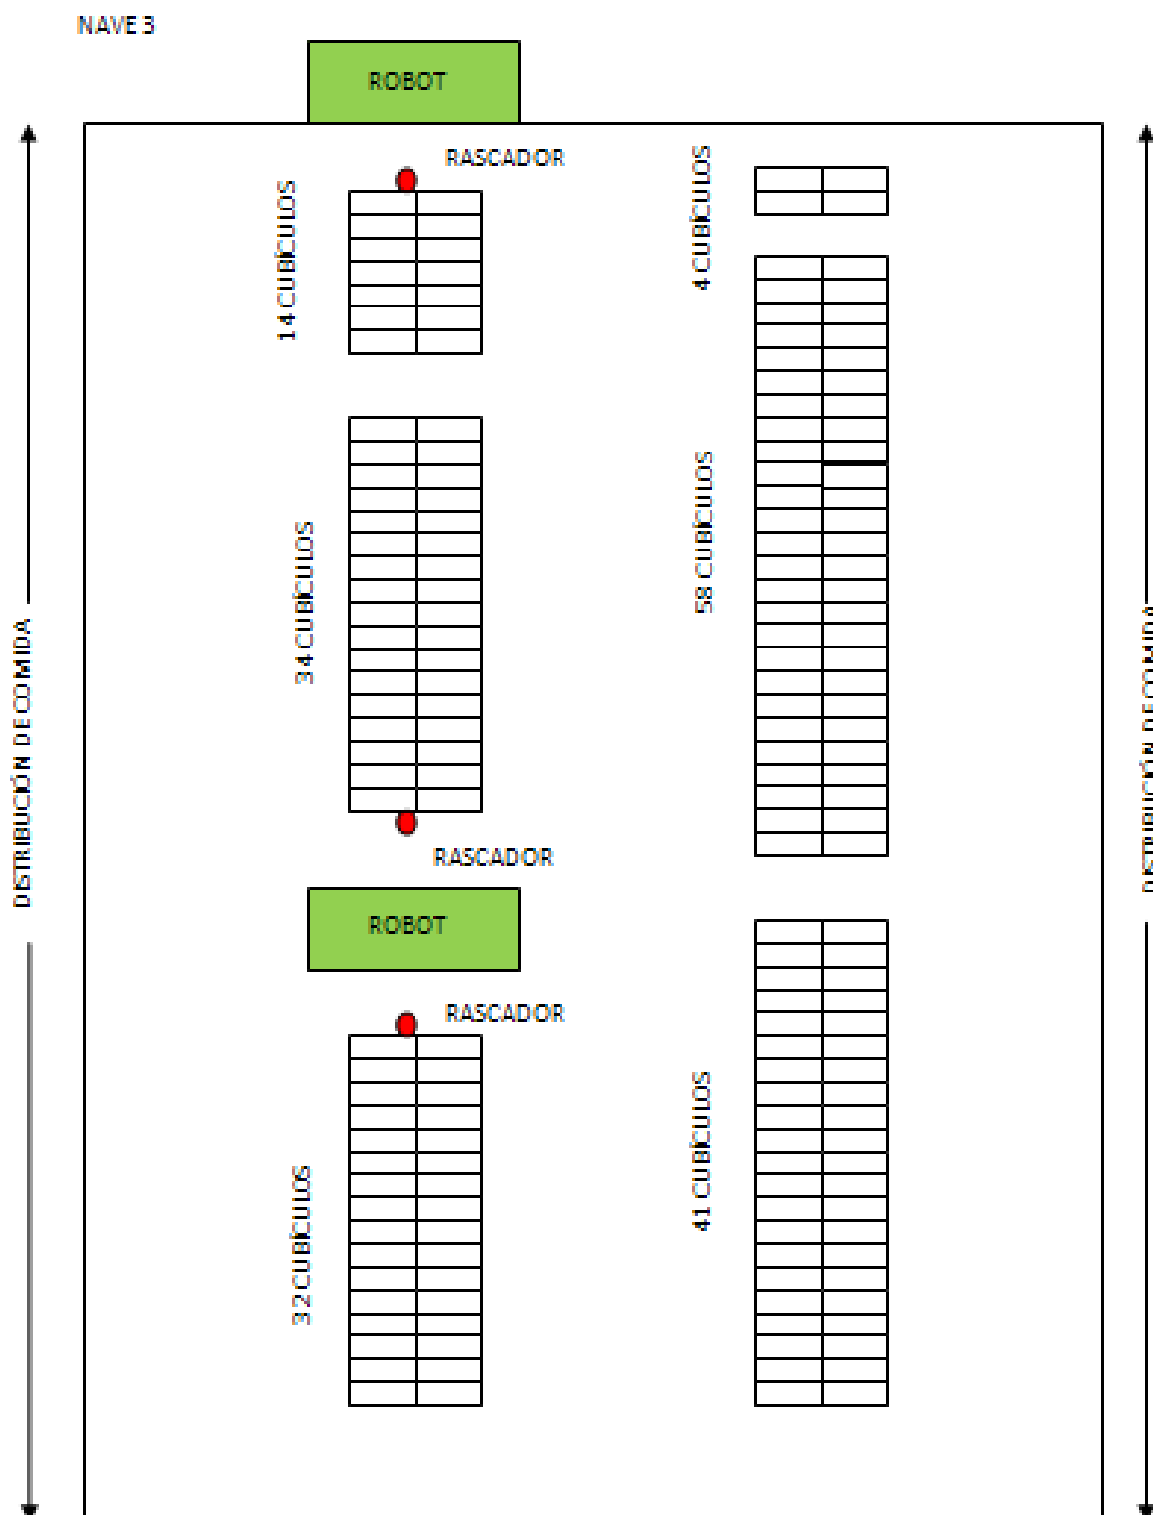 NAVE 3
ROBOT
RASCADOR
14 CUBÍCULOS
4 CUBÍCULOS
34 CUBÍCULOS
58 CUBÍCULOS
DISTRIBUCIÓN DE COMIDA
DISTRIBUCIÓN DE COMIDA
RASCADOR
ROBOT
RASCADOR
32 CUBÍCULOS
41 CUBÍCULOS